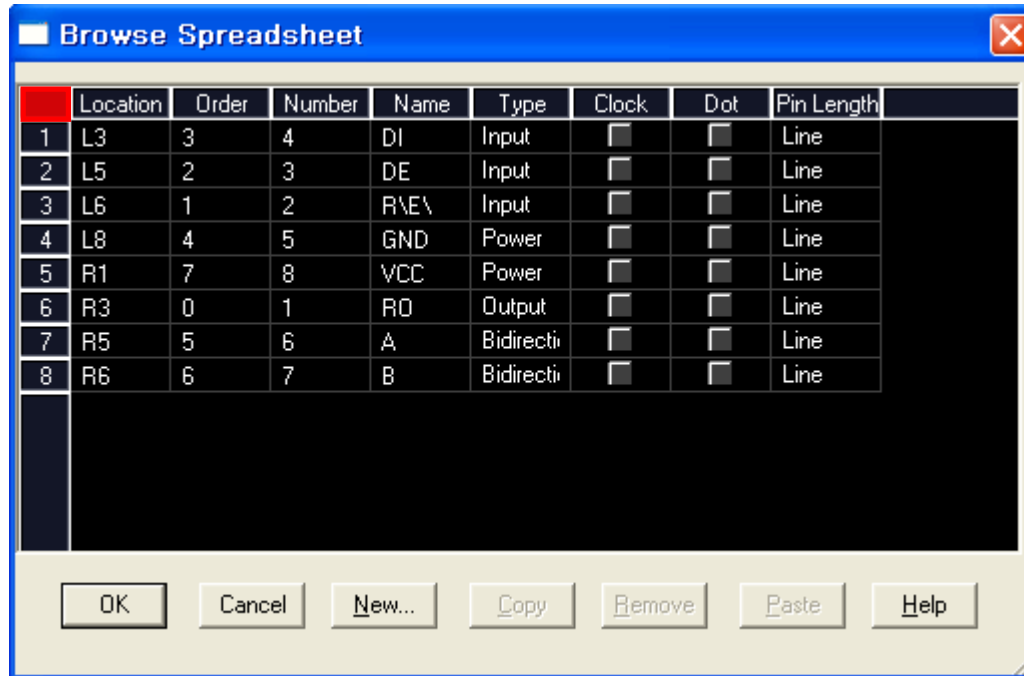 Browse Spreadsheet
Location Order Number Name Type Clock Dot Pin Length
1 L3 3 4 DI Input Line
2 L5 2 3 DE Input Line
3 L6 1 2 R\E\ Input Line
4 L8 4 5 GND Power Line
5 R1 7 8 VCC Power Line
6 R3 0 1 RO Output Line
7 R5 5 6 A Bidirecti Line
8 R6 6 7 B Bidirecti Line
OK Cancel New... Copy Remove Paste Help